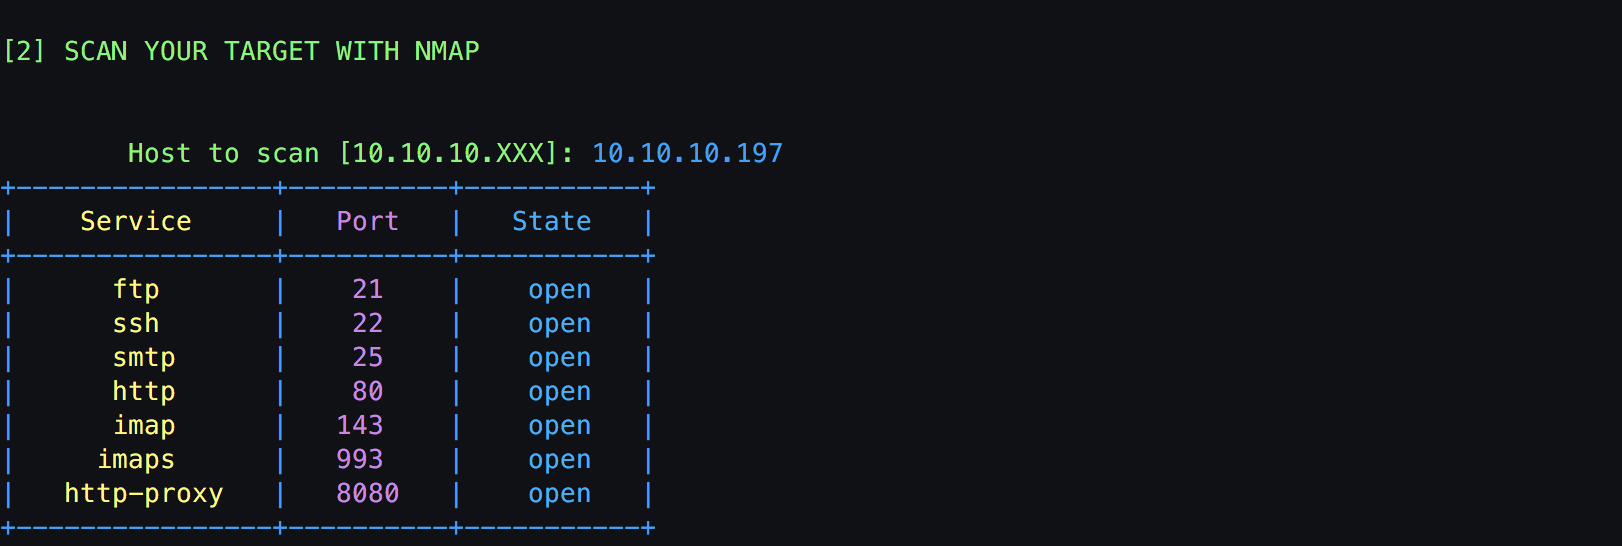 [2] SCAN YOUR TARGET WITH NMAP
Host to scan [10.10.10.XXX]: 10.10.10.197
+----------------+----------+-----------+
|    Service     |   Port   |   State   |
+----------------+----------+-----------+
|      ftp       |    21    |    open   |
|      ssh       |    22    |    open   |
|      smtp      |    25    |    open   |
|      http      |    80    |    open   |
|      imap      |   143    |    open   |
|     imaps      |   993    |    open   |
|   http-proxy   |   8080   |    open   |
+----------------+----------+-----------+